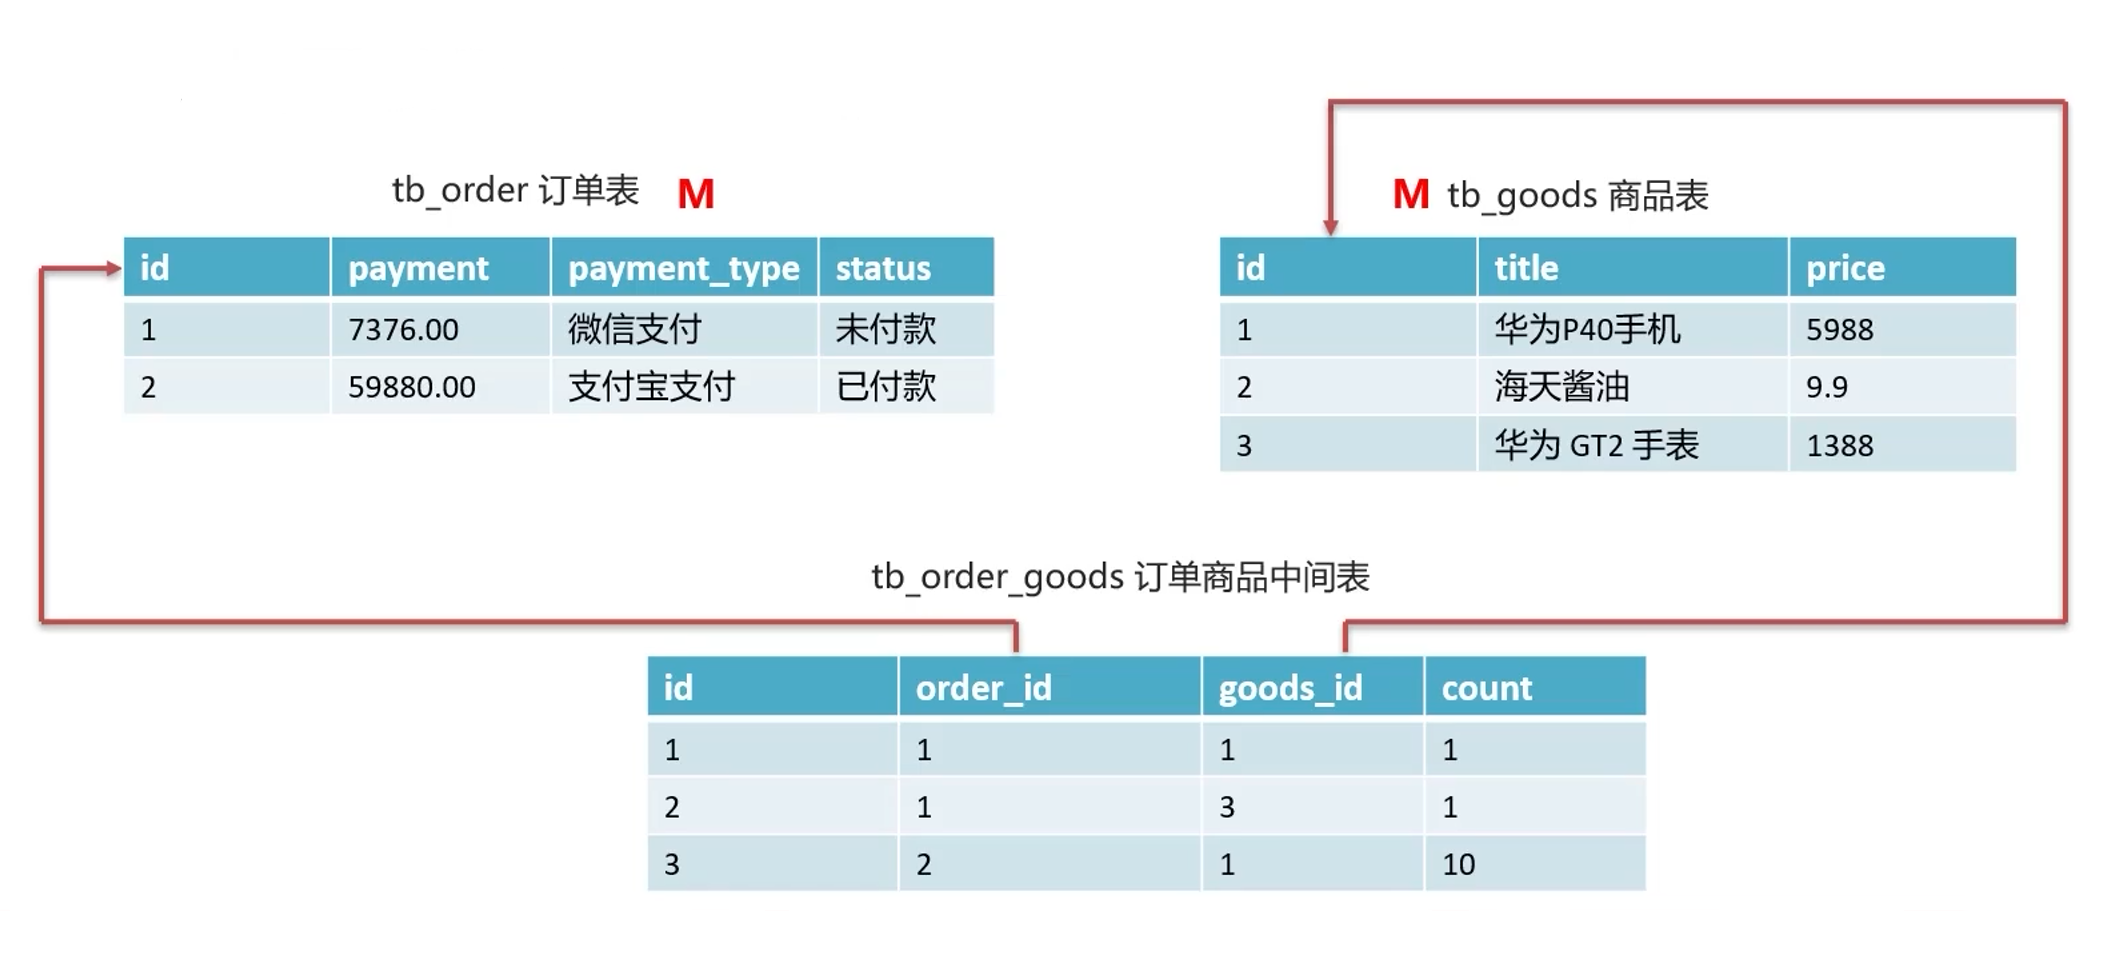 tb_order 订单表 M
id payment payment_type status
1 7376.00 微信支付 未付款
2 59880.00 支付宝支付 已付款
M tb_goods 商品表
id title price
1 华为P40手机 5988
2 海天酱油 9.9
3 华为 GT2 手表 1388
tb_order_goods 订单商品中间表
id order_id goods_id count
1 1 1 1
2 1 3 1
3 2 1 10